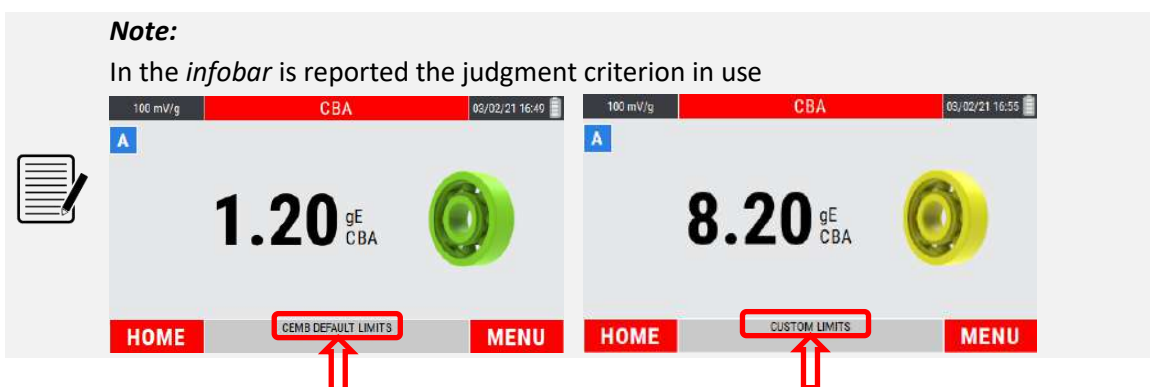 Note:
In the infobar is reported the judgment criterion in use
100 mV/g CBA 03/02/21 16:49
A
1.20 gE CBA
CEMB DEFAULT LIMITS
HOME MENU
100 mV/g CBA 03/02/21 16:55
A
8.20 gE CBA
CUSTOM LIMITS
HOME MENU